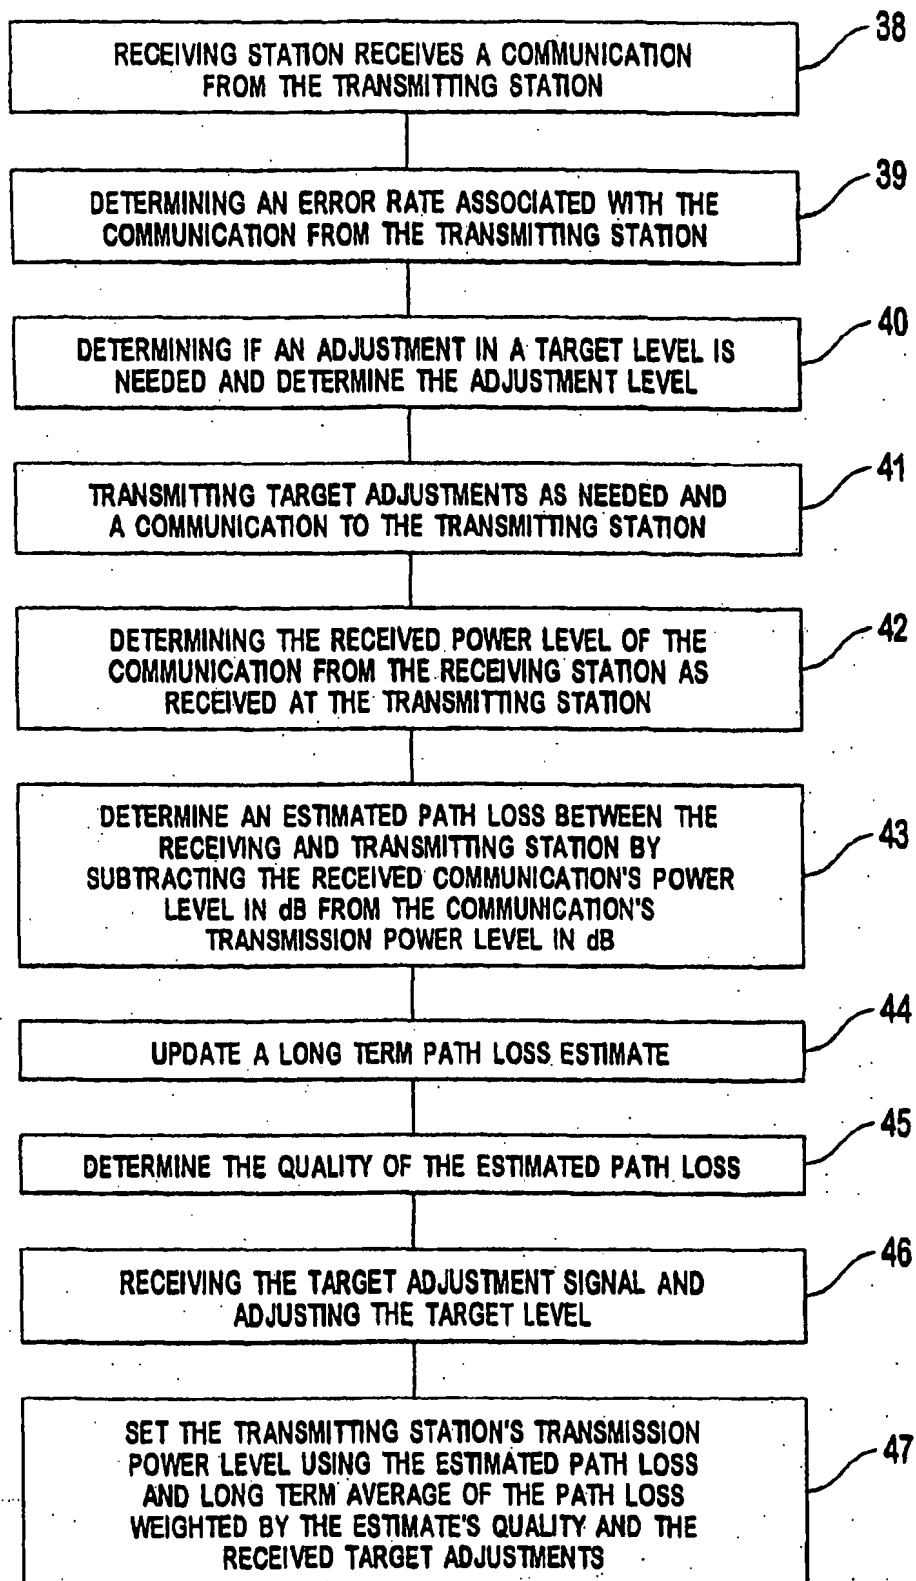 38
RECEIVING STATION RECEIVES A COMMUNICATION
FROM THE TRANSMITTING STATION
39
DETERMINING AN ERROR RATE ASSOCIATED WITH THE
COMMUNICATION FROM THE TRANSMITTING STATION
40
DETERMINING IF AN ADJUSTMENT IN A TARGET LEVEL IS
NEEDED AND DETERMINE THE ADJUSTMENT LEVEL
41
TRANSMITTING TARGET ADJUSTMENTS AS NEEDED AND
A COMMUNICATION TO THE TRANSMITTING STATION
42
DETERMINING THE RECEIVED POWER LEVEL OF THE
COMMUNICATION FROM THE RECEIVING STATION AS
RECEIVED AT THE TRANSMITTING STATION
43
DETERMINE AN ESTIMATED PATH LOSS BETWEEN THE
RECEIVING AND TRANSMITTING STATION BY
SUBTRACTING THE RECEIVED COMMUNICATION'S POWER
LEVEL IN dB FROM THE COMMUNICATION'S
TRANSMISSION POWER LEVEL IN dB
44
UPDATE A LONG TERM PATH LOSS ESTIMATE
45
DETERMINE THE QUALITY OF THE ESTIMATED PATH LOSS
46
RECEIVING THE TARGET ADJUSTMENT SIGNAL AND
ADJUSTING THE TARGET LEVEL
47
SET THE TRANSMITTING STATION'S TRANSMISSION
POWER LEVEL USING THE ESTIMATED PATH LOSS
AND LONG TERM AVERAGE OF THE PATH LOSS
WEIGHTED BY THE ESTIMATE'S QUALITY AND THE
RECEIVED TARGET ADJUSTMENTS